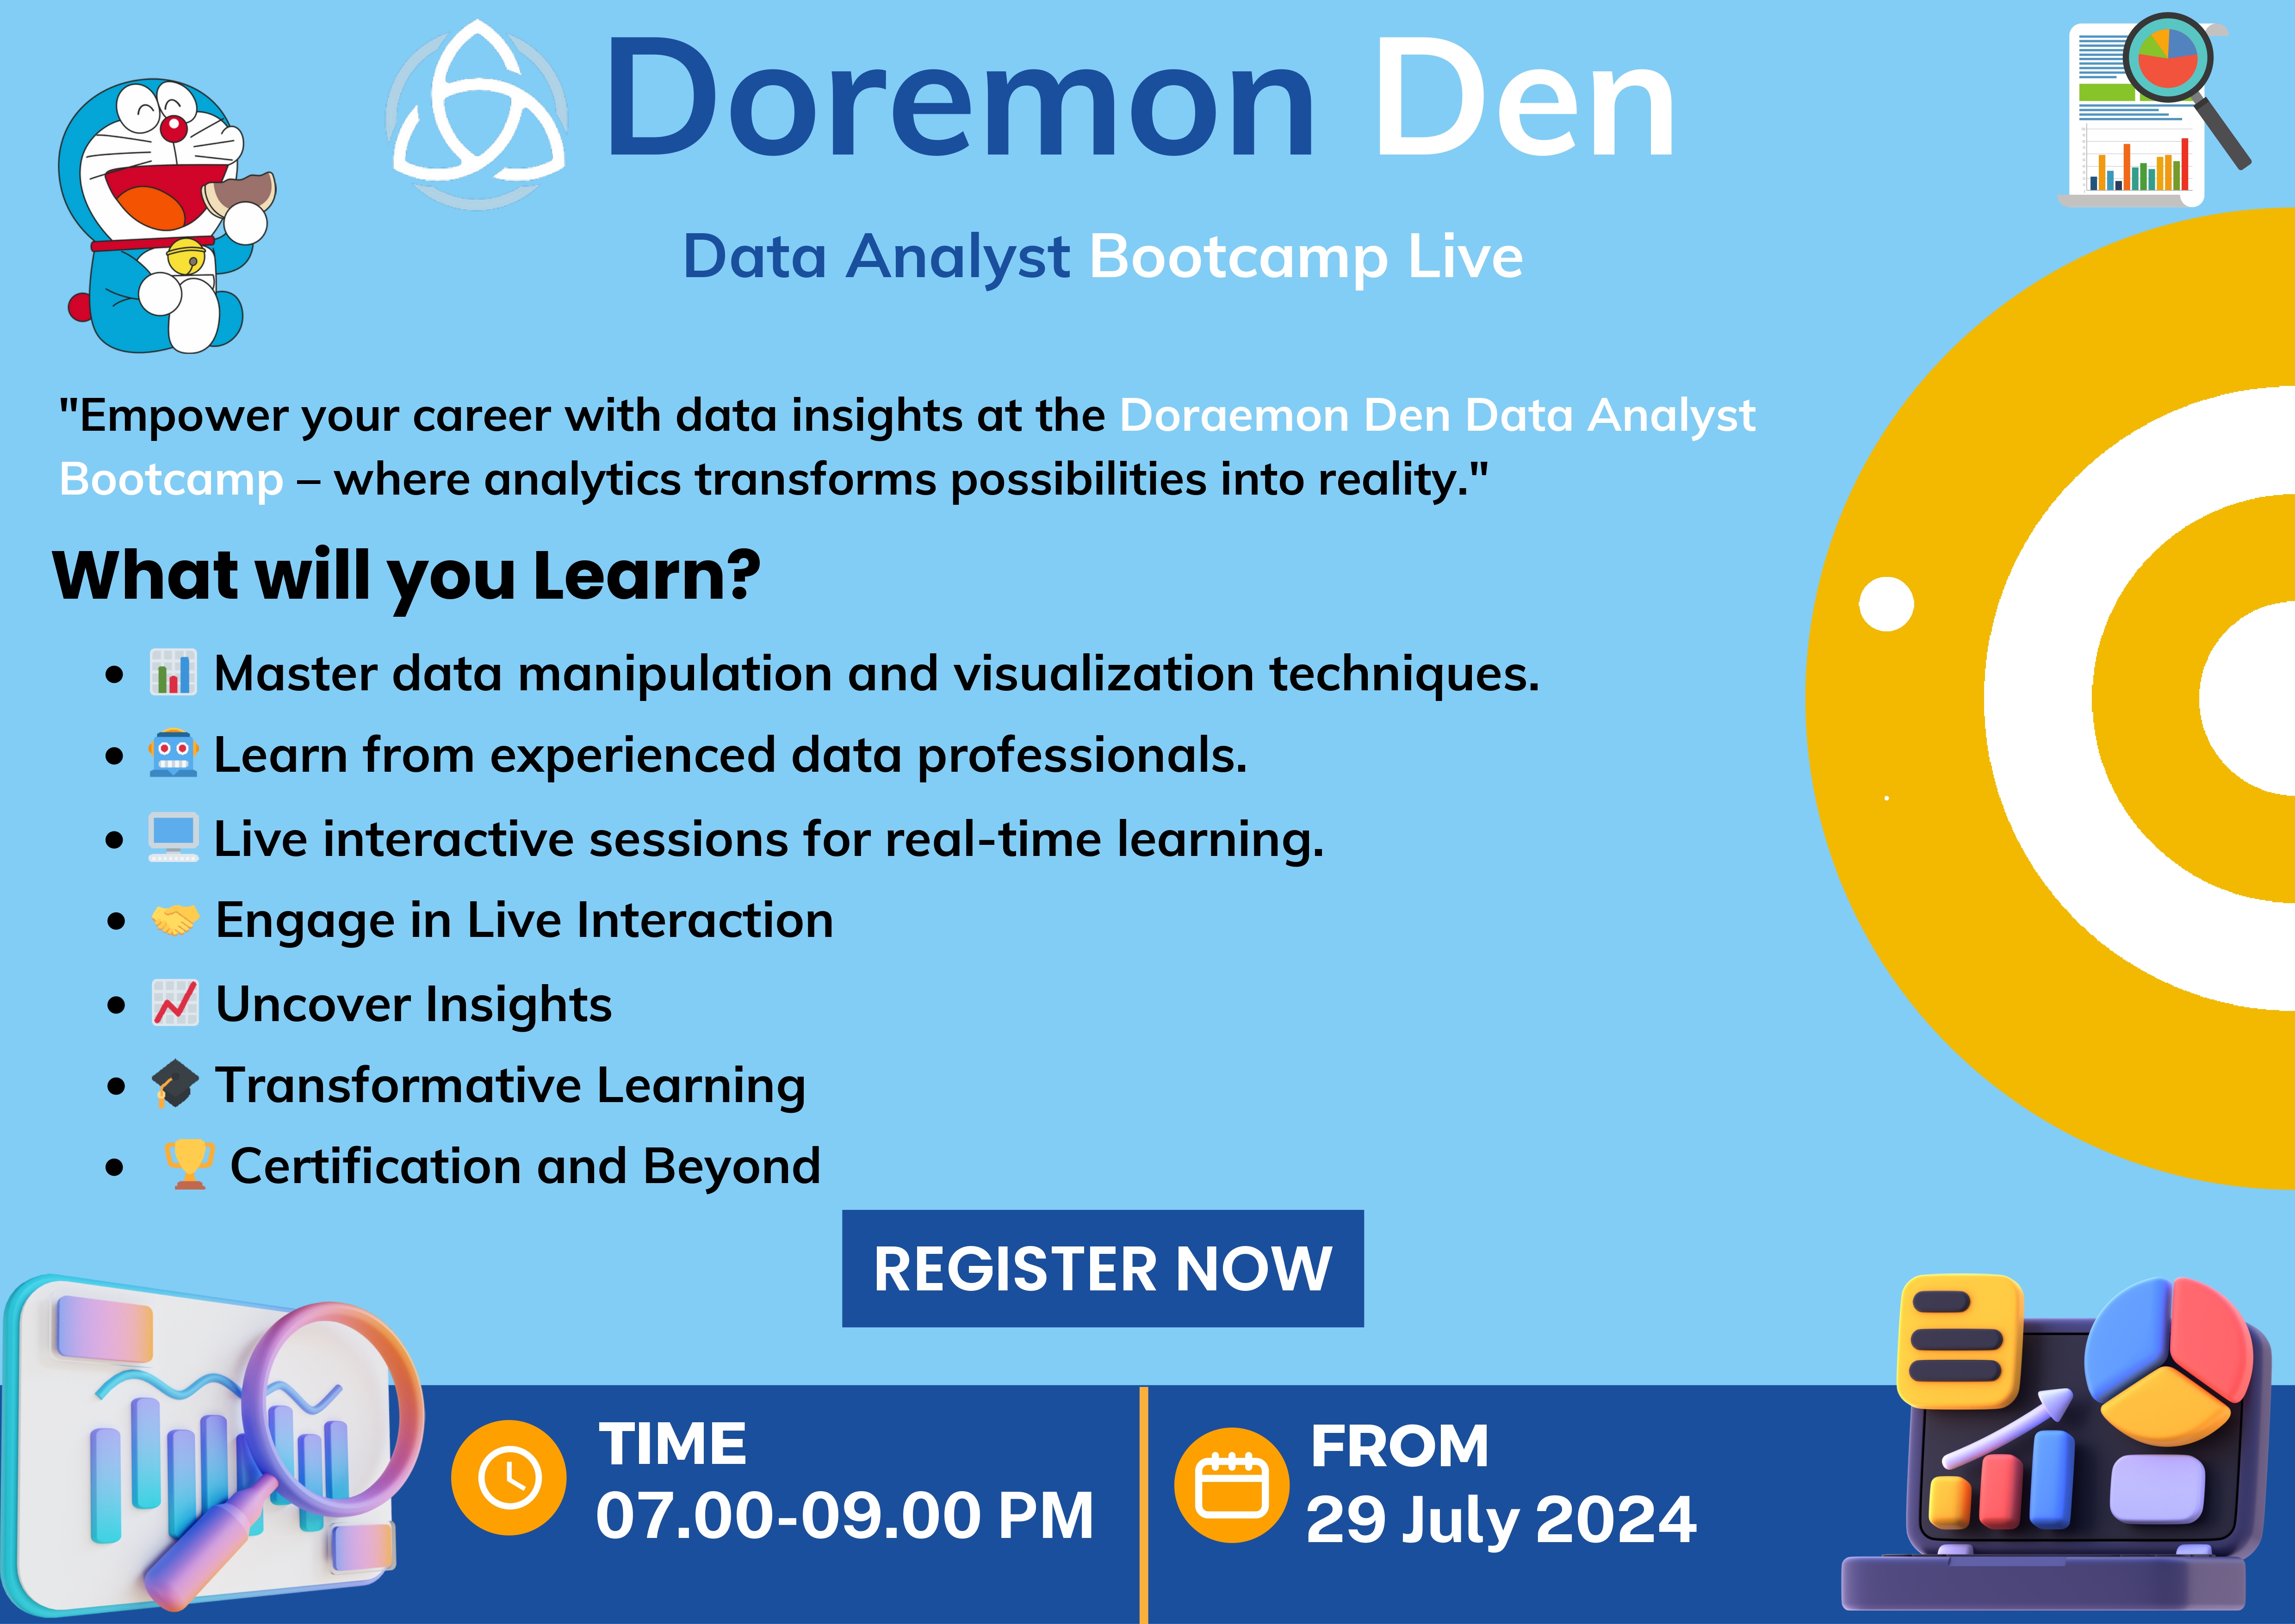 Doremon Den
Data Analyst Bootcamp Live
"Empower your career with data insights at the Doraemon Den Data Analyst
Bootcamp – where analytics transforms possibilities into reality."
What will you Learn?
• 📊 Master data manipulation and visualization techniques.
• 🤖 Learn from experienced data professionals.
• 🖥️ Live interactive sessions for real-time learning.
• 🤝 Engage in Live Interaction
• 📈 Uncover Insights
• 🎓 Transformative Learning
• 🏆 Certification and Beyond
REGISTER NOW
TIME
07.00-09.00 PM
FROM
29 July 2024